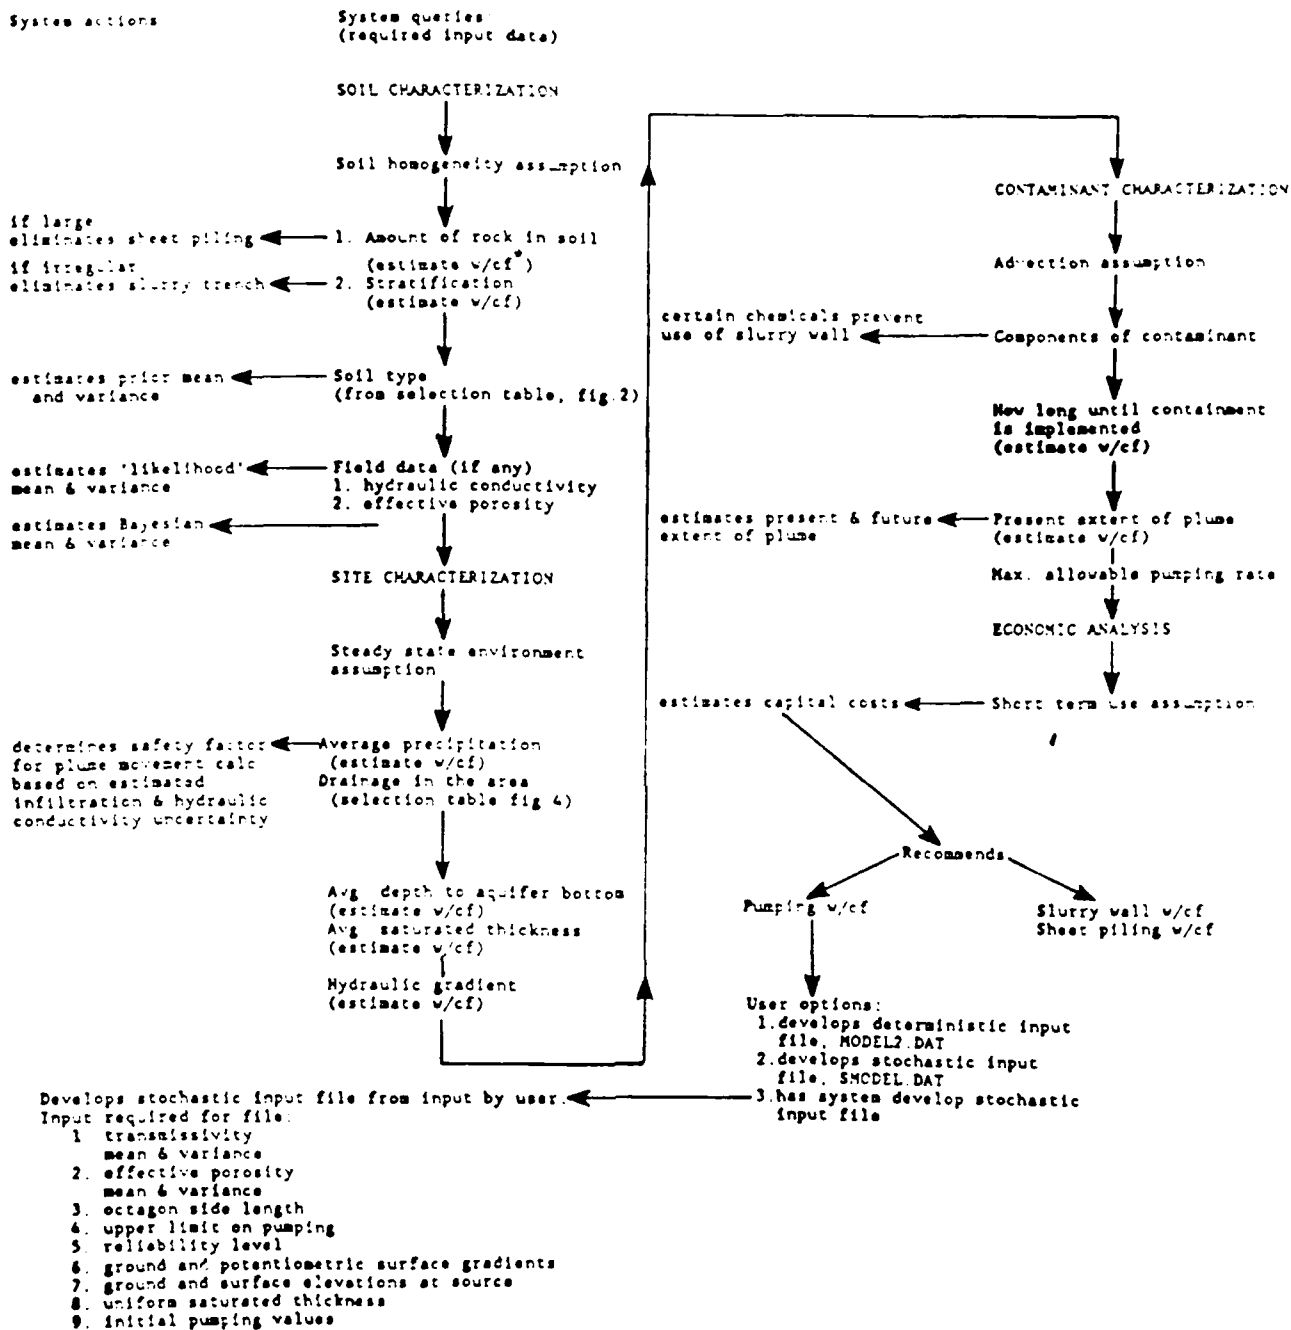 System actions
System queries
(required input data)
SOIL CHARACTERIZATION
Soil homogeneity assumption
if large
eliminates sheet piling
1. Amount of rock in soil
(estimate w/cf*)
if irregular
eliminates slurry trench
2. Stratification
(estimate w/cf)
estimates prior mean
and variance
Soil type
(from selection table, fig.2)
estimates 'likelihood'
mean & variance
Field data (if any)
1. hydraulic conductivity
2. effective porosity
estimates Bayesian
mean & variance
SITE CHARACTERIZATION
Steady state environment
assumption
determines safety factor
for plume movement calc
based on estimated
infiltration & hydraulic
conductivity uncertainty
Average precipitation
(estimate w/cf)
Drainage in the area
(selection table fig 4)
Avg depth to aquifer bottom
(estimate w/cf)
Avg saturated thickness
(estimate w/cf)
Hydraulic gradient
(estimate w/cf)
CONTAMINANT CHARACTERIZATION
Advection assumption
certain chemicals prevent
use of slurry wall
Components of contaminant
How long until containment
is implemented
(estimate w/cf)
estimates present & future
extent of plume
Present extent of plume
(estimate w/cf)
Max. allowable pumping rate
ECONOMIC ANALYSIS
estimates capital costs
Short term use assumption
Recommends
Pumping w/cf
Slurry wall w/cf
Sheet piling w/cf
User options:
1.develops deterministic input
file, MODEL2.DAT
2.develops stochastic input
file, SMODEL.DAT
3.has system develop stochastic
input file
Develops stochastic input file from input by user.
Input required for file:
1 transmissivity
mean & variance
2. effective porosity
mean & variance
3. octagon side length
4. upper limit on pumping
5. reliability level
6. ground and potentiometric surface gradients
7. ground and surface elevations at source
8. uniform saturated thickness
9. initial pumping values